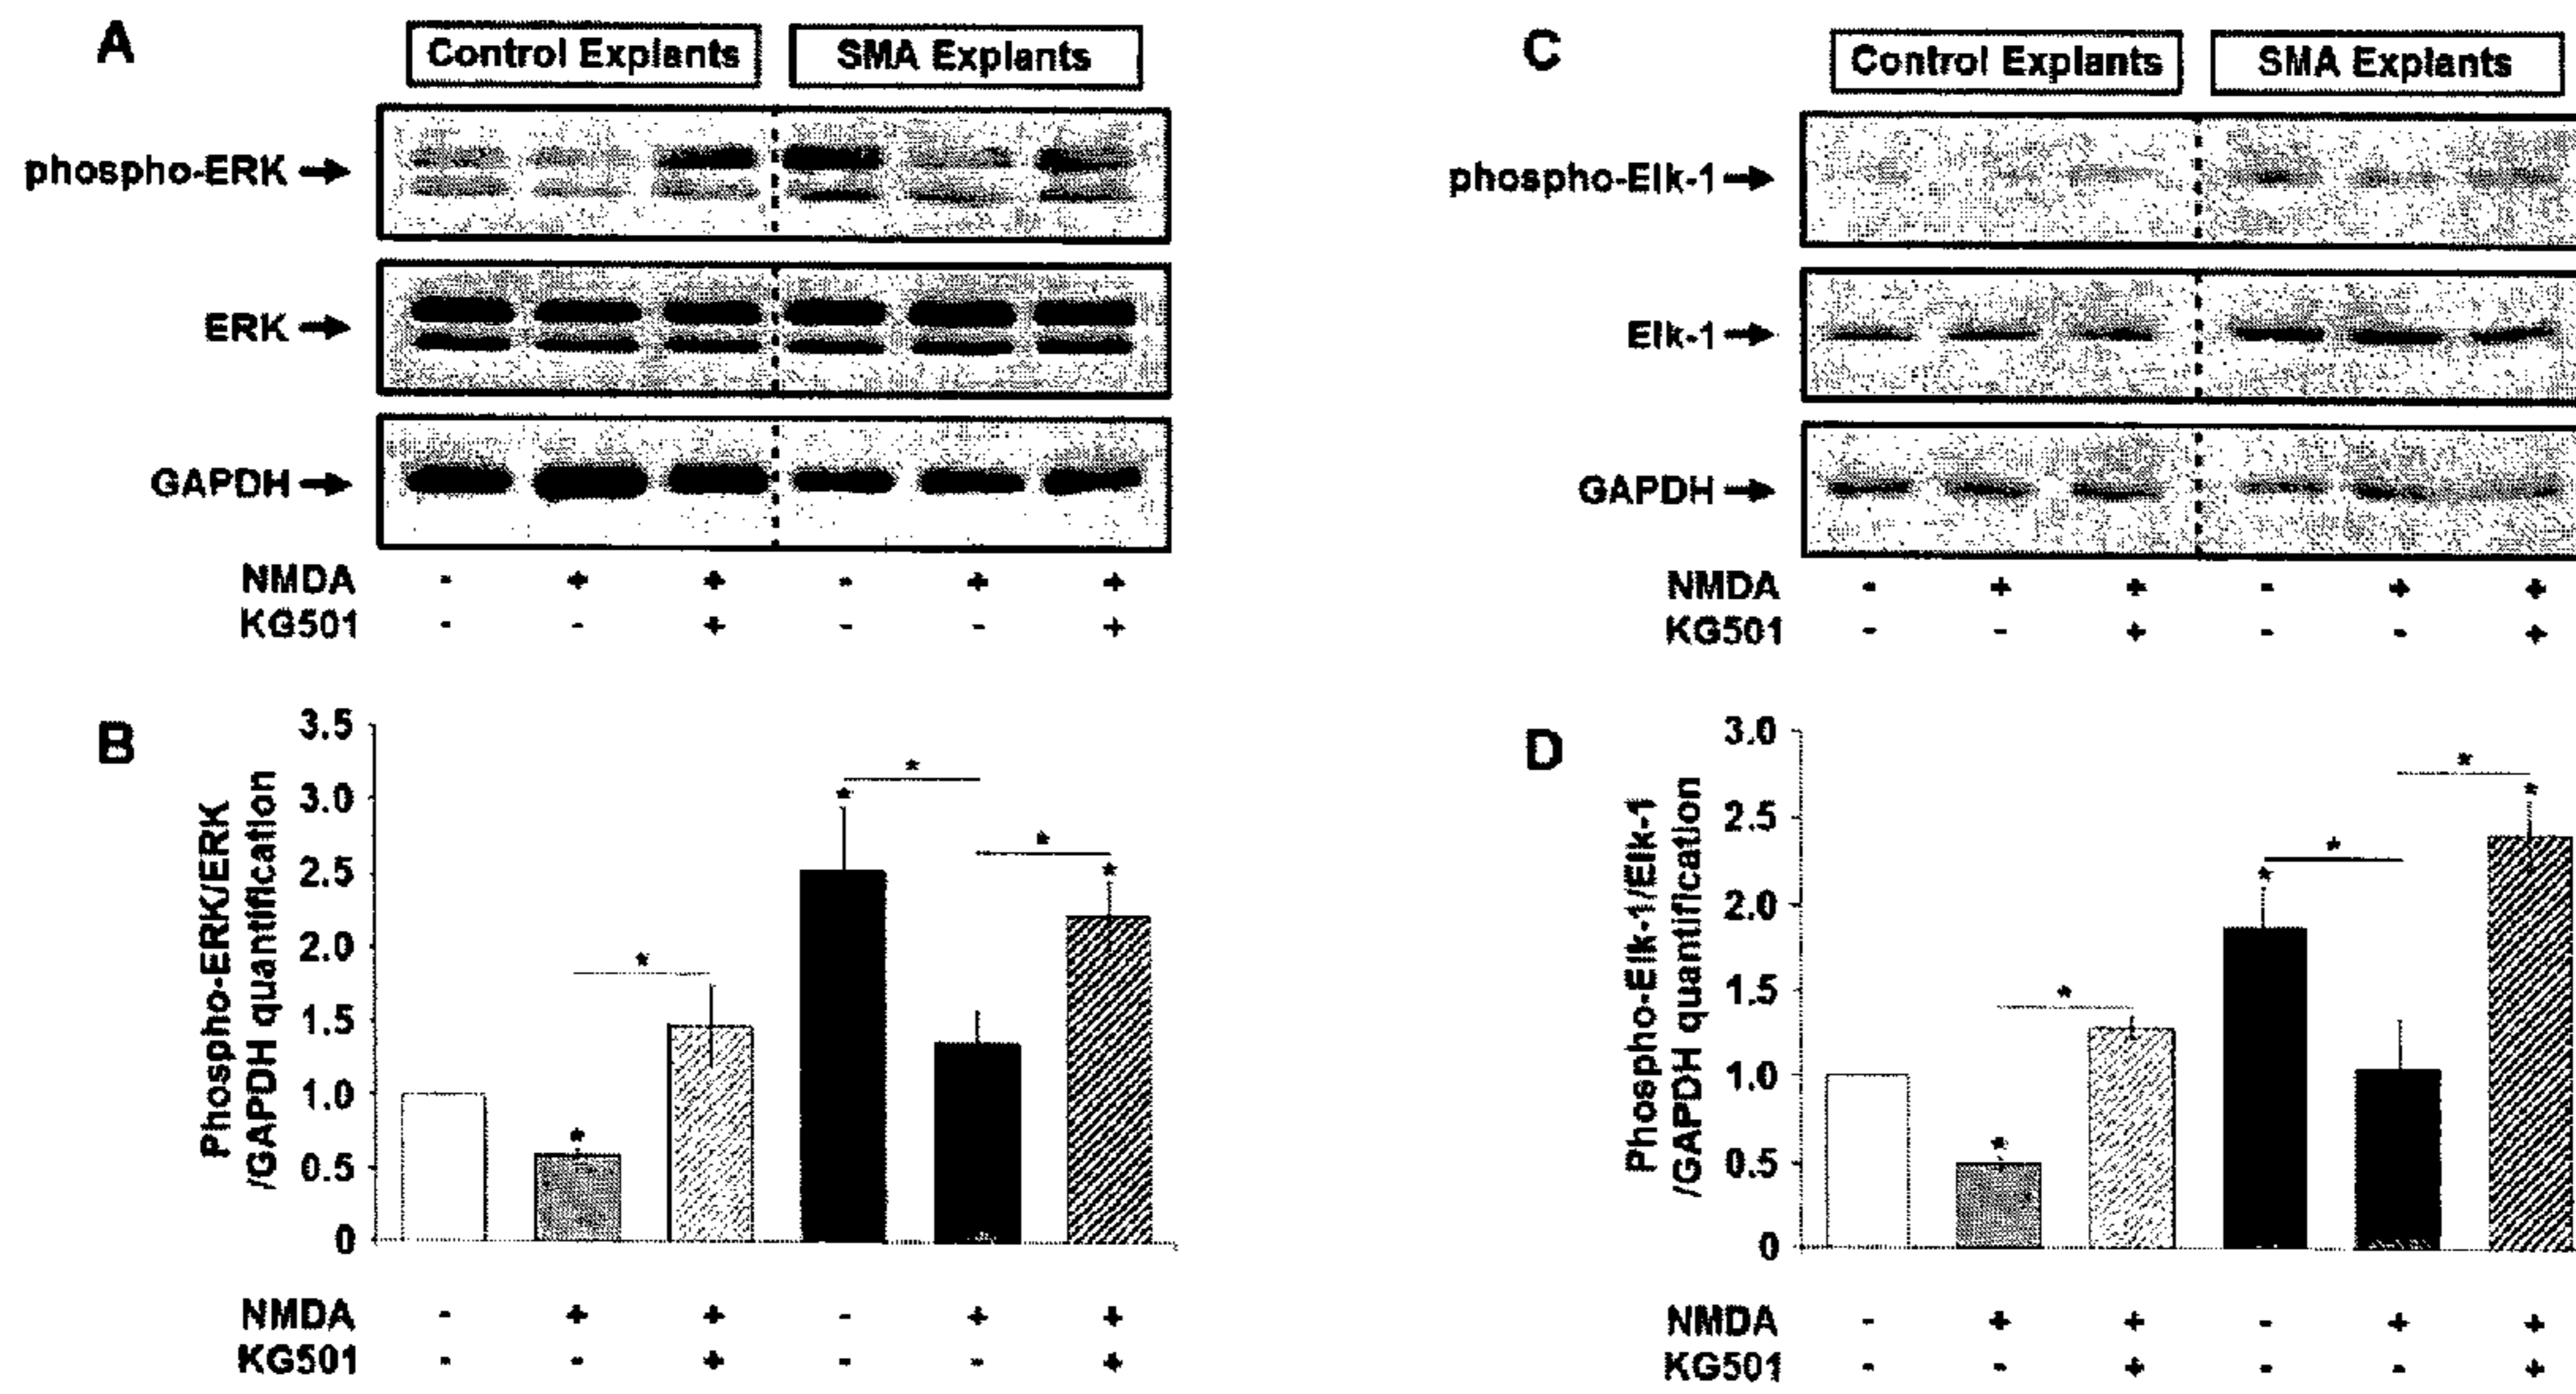 A
Control Explants
SMA Explants
phospho-ERK
ERK
GAPDH
NMDA - + + - + +
KG501 - - + - - +
B
Phospho-ERK/ERK
/GAPDH quantification
3.5
3.0
2.5
2.0
1.5
1.0
0.5
0
*
*
*
*
*
*
NMDA - + + - + +
KG501 - - + - - +
C
Control Explants
SMA Explants
phospho-Elk-1
Elk-1
GAPDH
NMDA - + + - + +
KG501 - - + - - +
D
Phospho-Elk-1/Elk-1
/GAPDH quantification
3.0
2.5
2.0
1.5
1.0
0.5
0
*
*
*
*
*
*
NMDA - + + - + +
KG501 - - + - - +